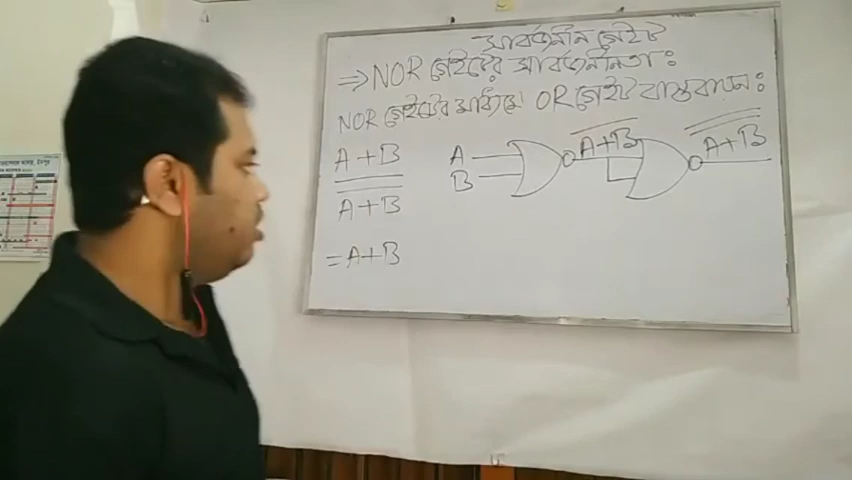 সার্বজনীন গেইট
⇒ NOR গেইটের সার্বজনীনতা:
NOR গেইটের মাধ্যমে OR গেইট বাস্তবায়ন:
A + B
A̿ ̿+̿ ̿B̿
= A + B
A
B
A̅ ̅+̅ ̅B̅
A̿ ̿+̿ ̿B̿